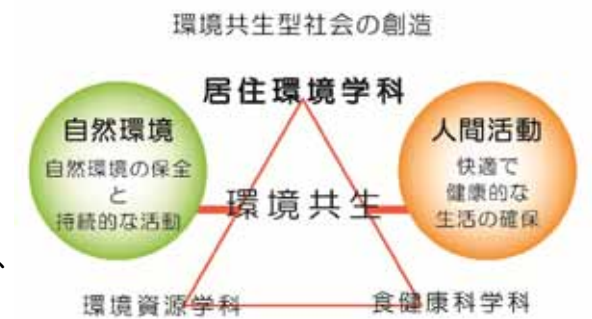 環境共生型社会の創造
居住環境学科
自然環境
自然環境の保全
と
持続的な活動
環境共生
人間活動
快適で
健康的な
生活の確保
、
環境資源学科
食健康科学科